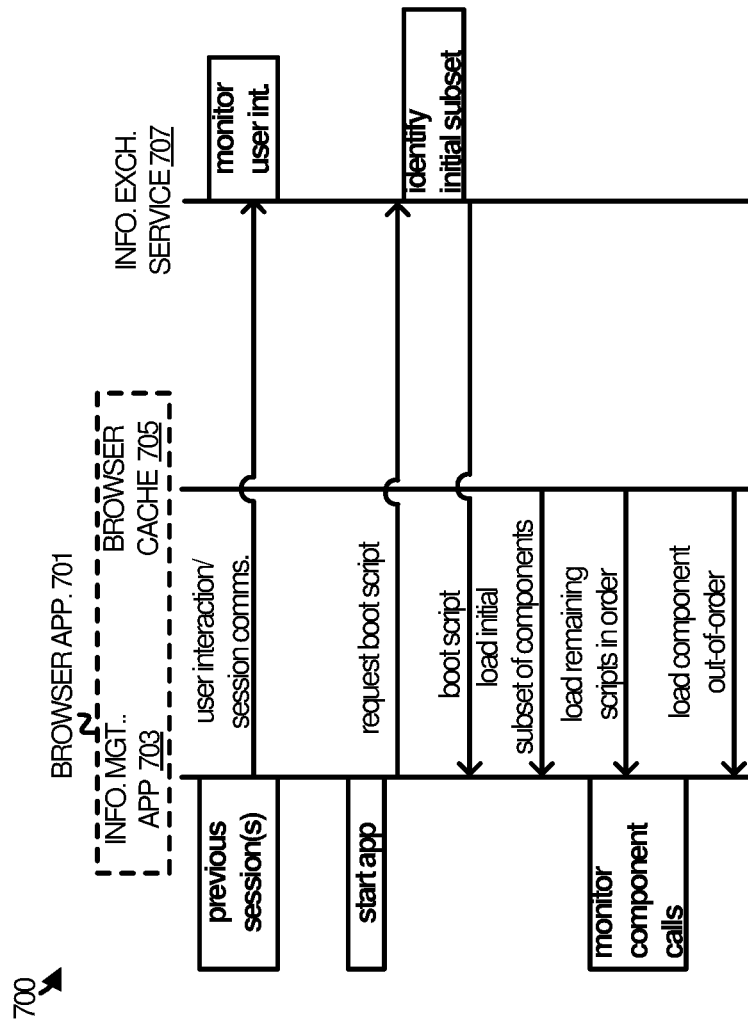 700
BROWSER APP. 701
INFO. MGT..
APP 703
BROWSER
CACHE 705
INFO. EXCH.
SERVICE 707
previous
session(s)
user interaction/
session comms.
monitor
user int.
start app
request boot script
identify
initial subset
boot script
load initial
subset of components
load remaining
scripts in order
monitor
component
calls
load component
out-of-order